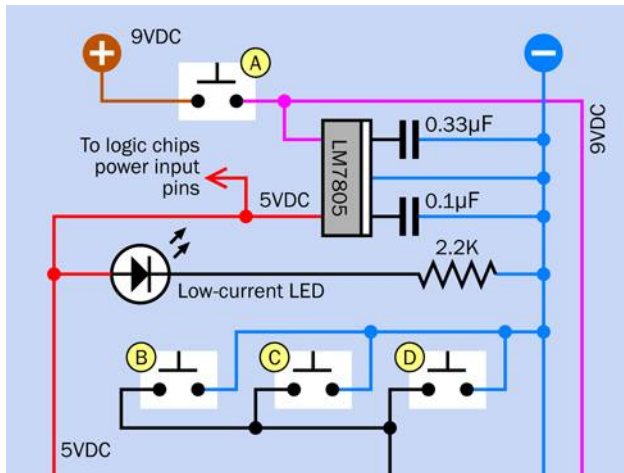 +
9VDC
−
A
0.33µF
To logic chips
power input
pins
LM7805
9VDC
5VDC
0.1µF
2.2K
Low-current LED
B
C
D
5VDC